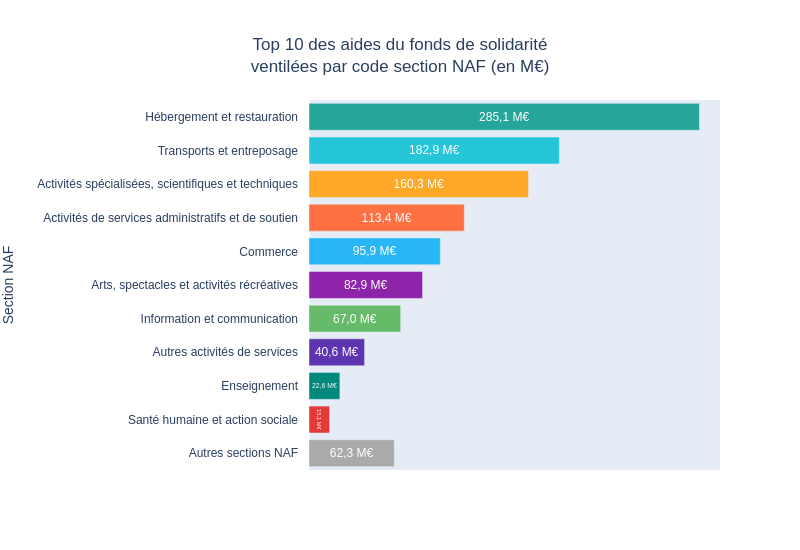 Top 10 des aides du fonds de solidarité
ventilées par code section NAF (en M€)
Section NAF
Hébergement et restauration 285,1 M€
Transports et entreposage 182,9 M€
Activités spécialisées, scientifiques et techniques 160,3 M€
Activités de services administratifs et de soutien 113,4 M€
Commerce 95,9 M€
Arts, spectacles et activités récréatives 82,9 M€
Information et communication 67,0 M€
Autres activités de services 40,6 M€
Enseignement 22,6 M€
Santé humaine et action sociale 15,1 M€
Autres sections NAF 62,3 M€